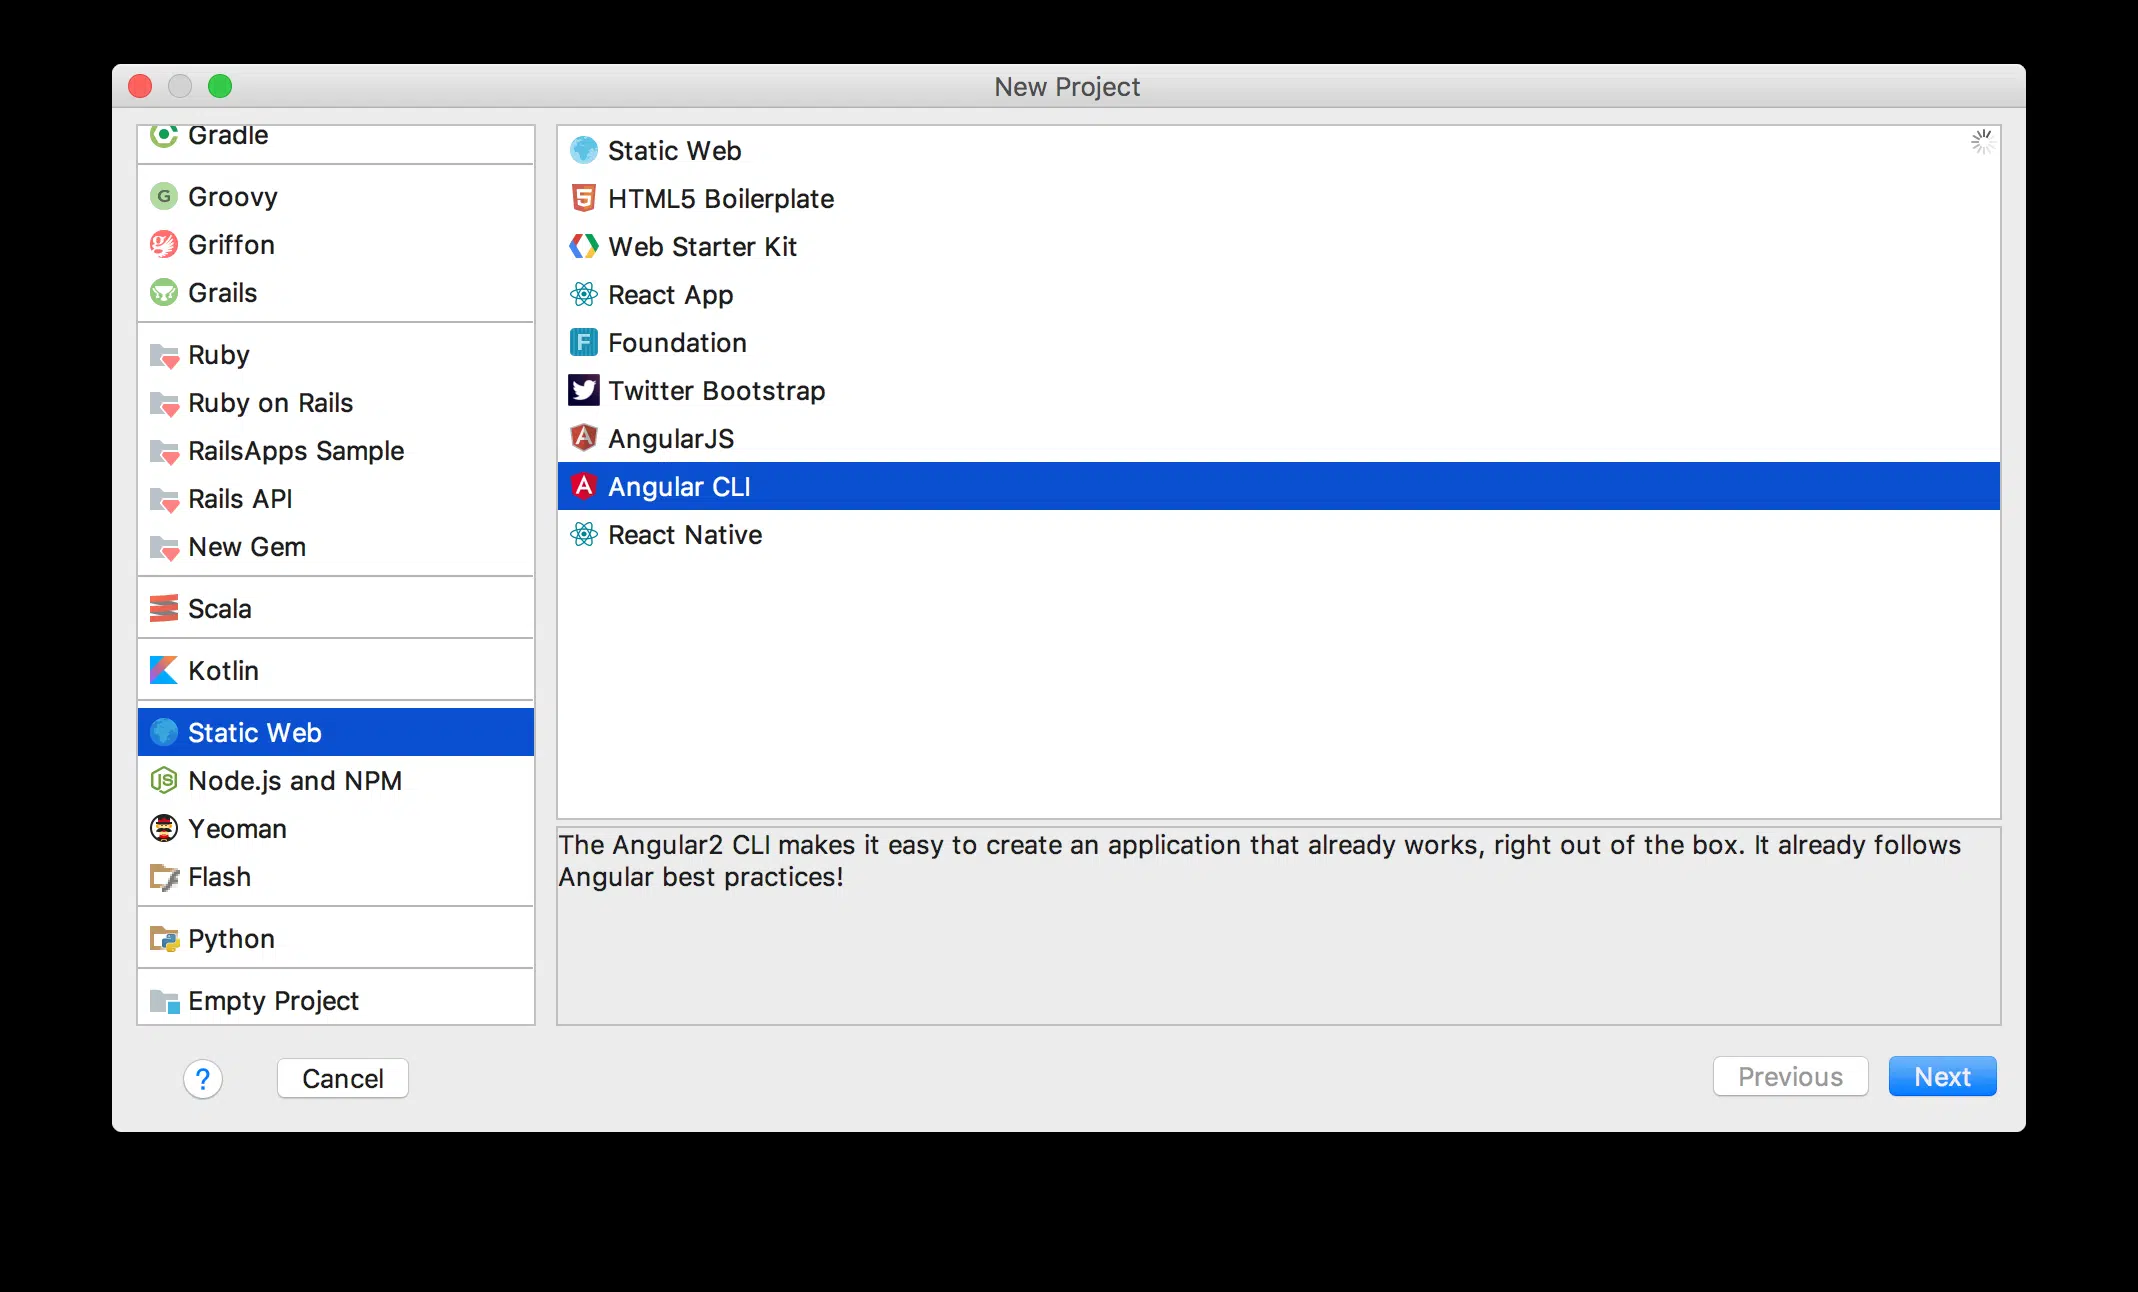 New Project
Gradle
Groovy
Griffon
Grails
Ruby
Ruby on Rails
RailsApps Sample
Rails API
New Gem
Scala
Kotlin
Static Web
Node.js and NPM
Yeoman
Flash
Python
Empty Project
Static Web
HTML5 Boilerplate
Web Starter Kit
React App
Foundation
Twitter Bootstrap
AngularJS
Angular CLI
React Native
The Angular2 CLI makes it easy to create an application that already works, right out of the box. It already follows
Angular best practices!
?
Cancel
Previous
Next